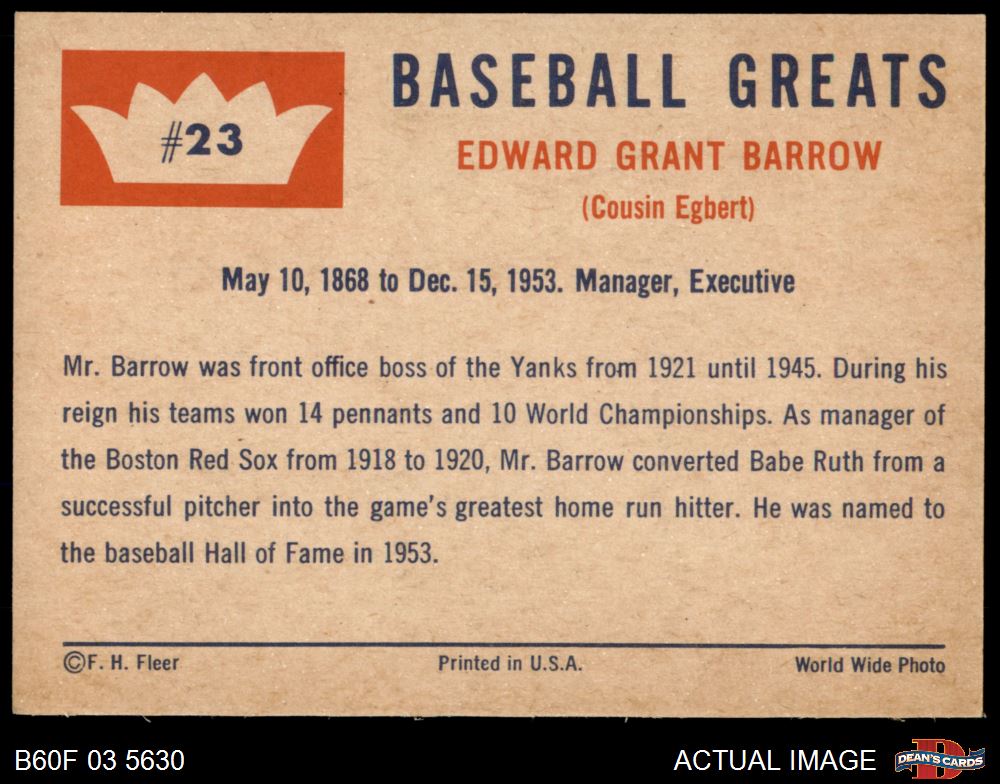 #23
BASEBALL GREATS
EDWARD GRANT BARROW
(Cousin Egbert)
May 10, 1868 to Dec. 15, 1953. Manager, Executive
Mr. Barrow was front office boss of the Yanks from 1921 until 1945. During his
reign his teams won 14 pennants and 10 World Championships. As manager of
the Boston Red Sox from 1918 to 1920, Mr. Barrow converted Babe Ruth from a
successful pitcher into the game's greatest home run hitter. He was named to
the baseball Hall of Fame in 1953.
©F. H. Fleer Printed in U.S.A. World Wide Photo
B60F 03 5630 ACTUAL IMAGE D DEAN'S CARDS